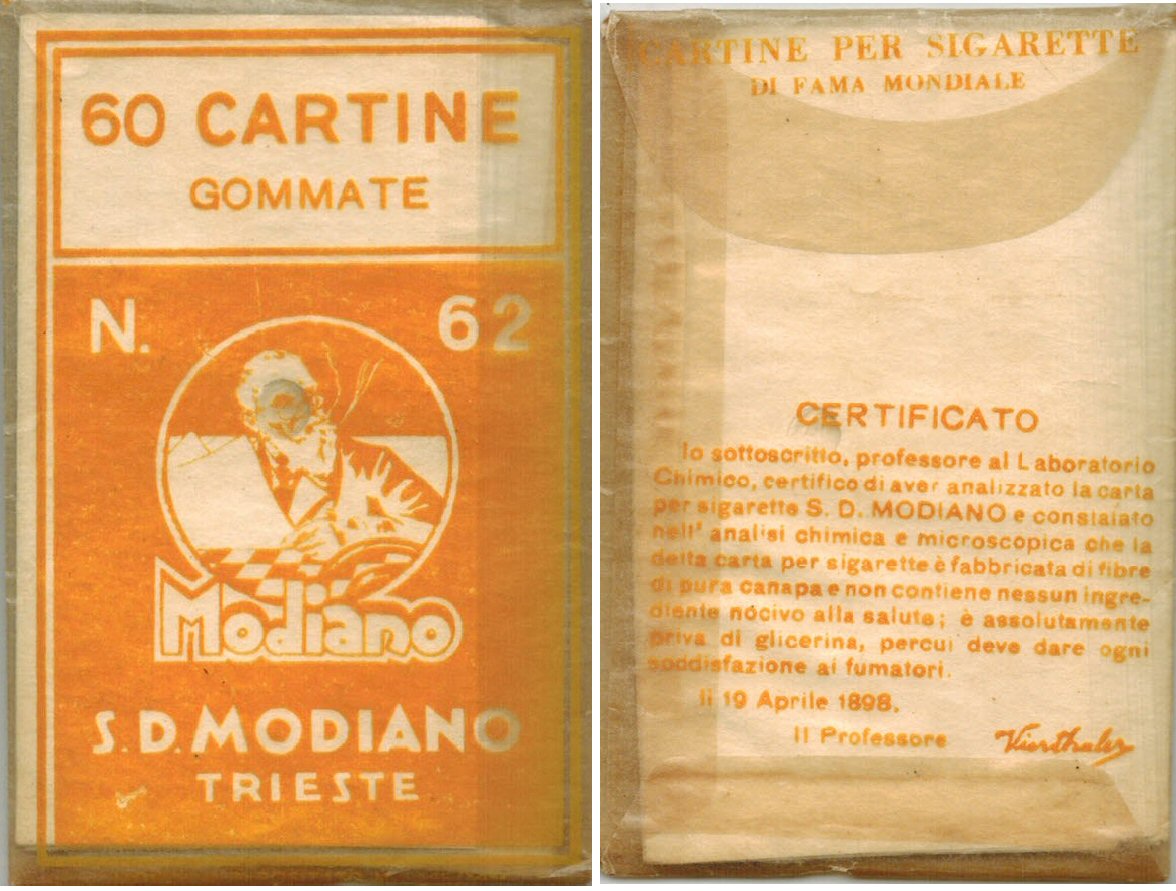 60 CARTINE
GOMMATE
N. 62
Modiano
S. D. MODIANO
TRIESTE
CARTINE PER SIGARETTE
DI FAMA MONDIALE
CERTIFICATO
Io sottoscritto, professore al Laboratorio
Chimico, certifico di aver analizzato la carta
per sigarette S. D. MODIANO e constatato
nell' analisi chimica e microscopica che la
detta carta per sigarette è fabbricata di fibre
di pura canapa e non contiene nessun ingre-
diente nocivo alla salute; è assolutamente
priva di glicerina, percui deve dare ogni
soddisfazione ai fumatori.
li 19 Aprile 1898.
Il Professore Vierthaler